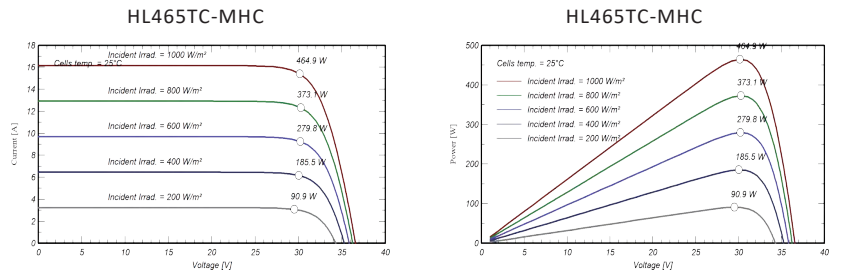 HL465TC-MHC
18
16
14
12
10
8
6
4
2
0
Current [A]
Incident Irrad. = 1000 W/m²
Cells temp. = 25°C
464.9 W
Incident Irrad. = 800 W/m²
373.1 W
Incident Irrad. = 600 W/m²
279.8 W
Incident Irrad. = 400 W/m²
185.5 W
Incident Irrad. = 200 W/m²
90.9 W
0 5 10 15 20 25 30 35 40
Voltage [V]
HL465TC-MHC
500
400
300
200
100
0
Power [W]
Cells temp. = 25°C
Incident Irrad. = 1000 W/m²
Incident Irrad. = 800 W/m²
Incident Irrad. = 600 W/m²
Incident Irrad. = 400 W/m²
Incident Irrad. = 200 W/m²
464.9 W
373.1 W
279.8 W
185.5 W
90.9 W
0 5 10 15 20 25 30 35 40
Voltage [V]